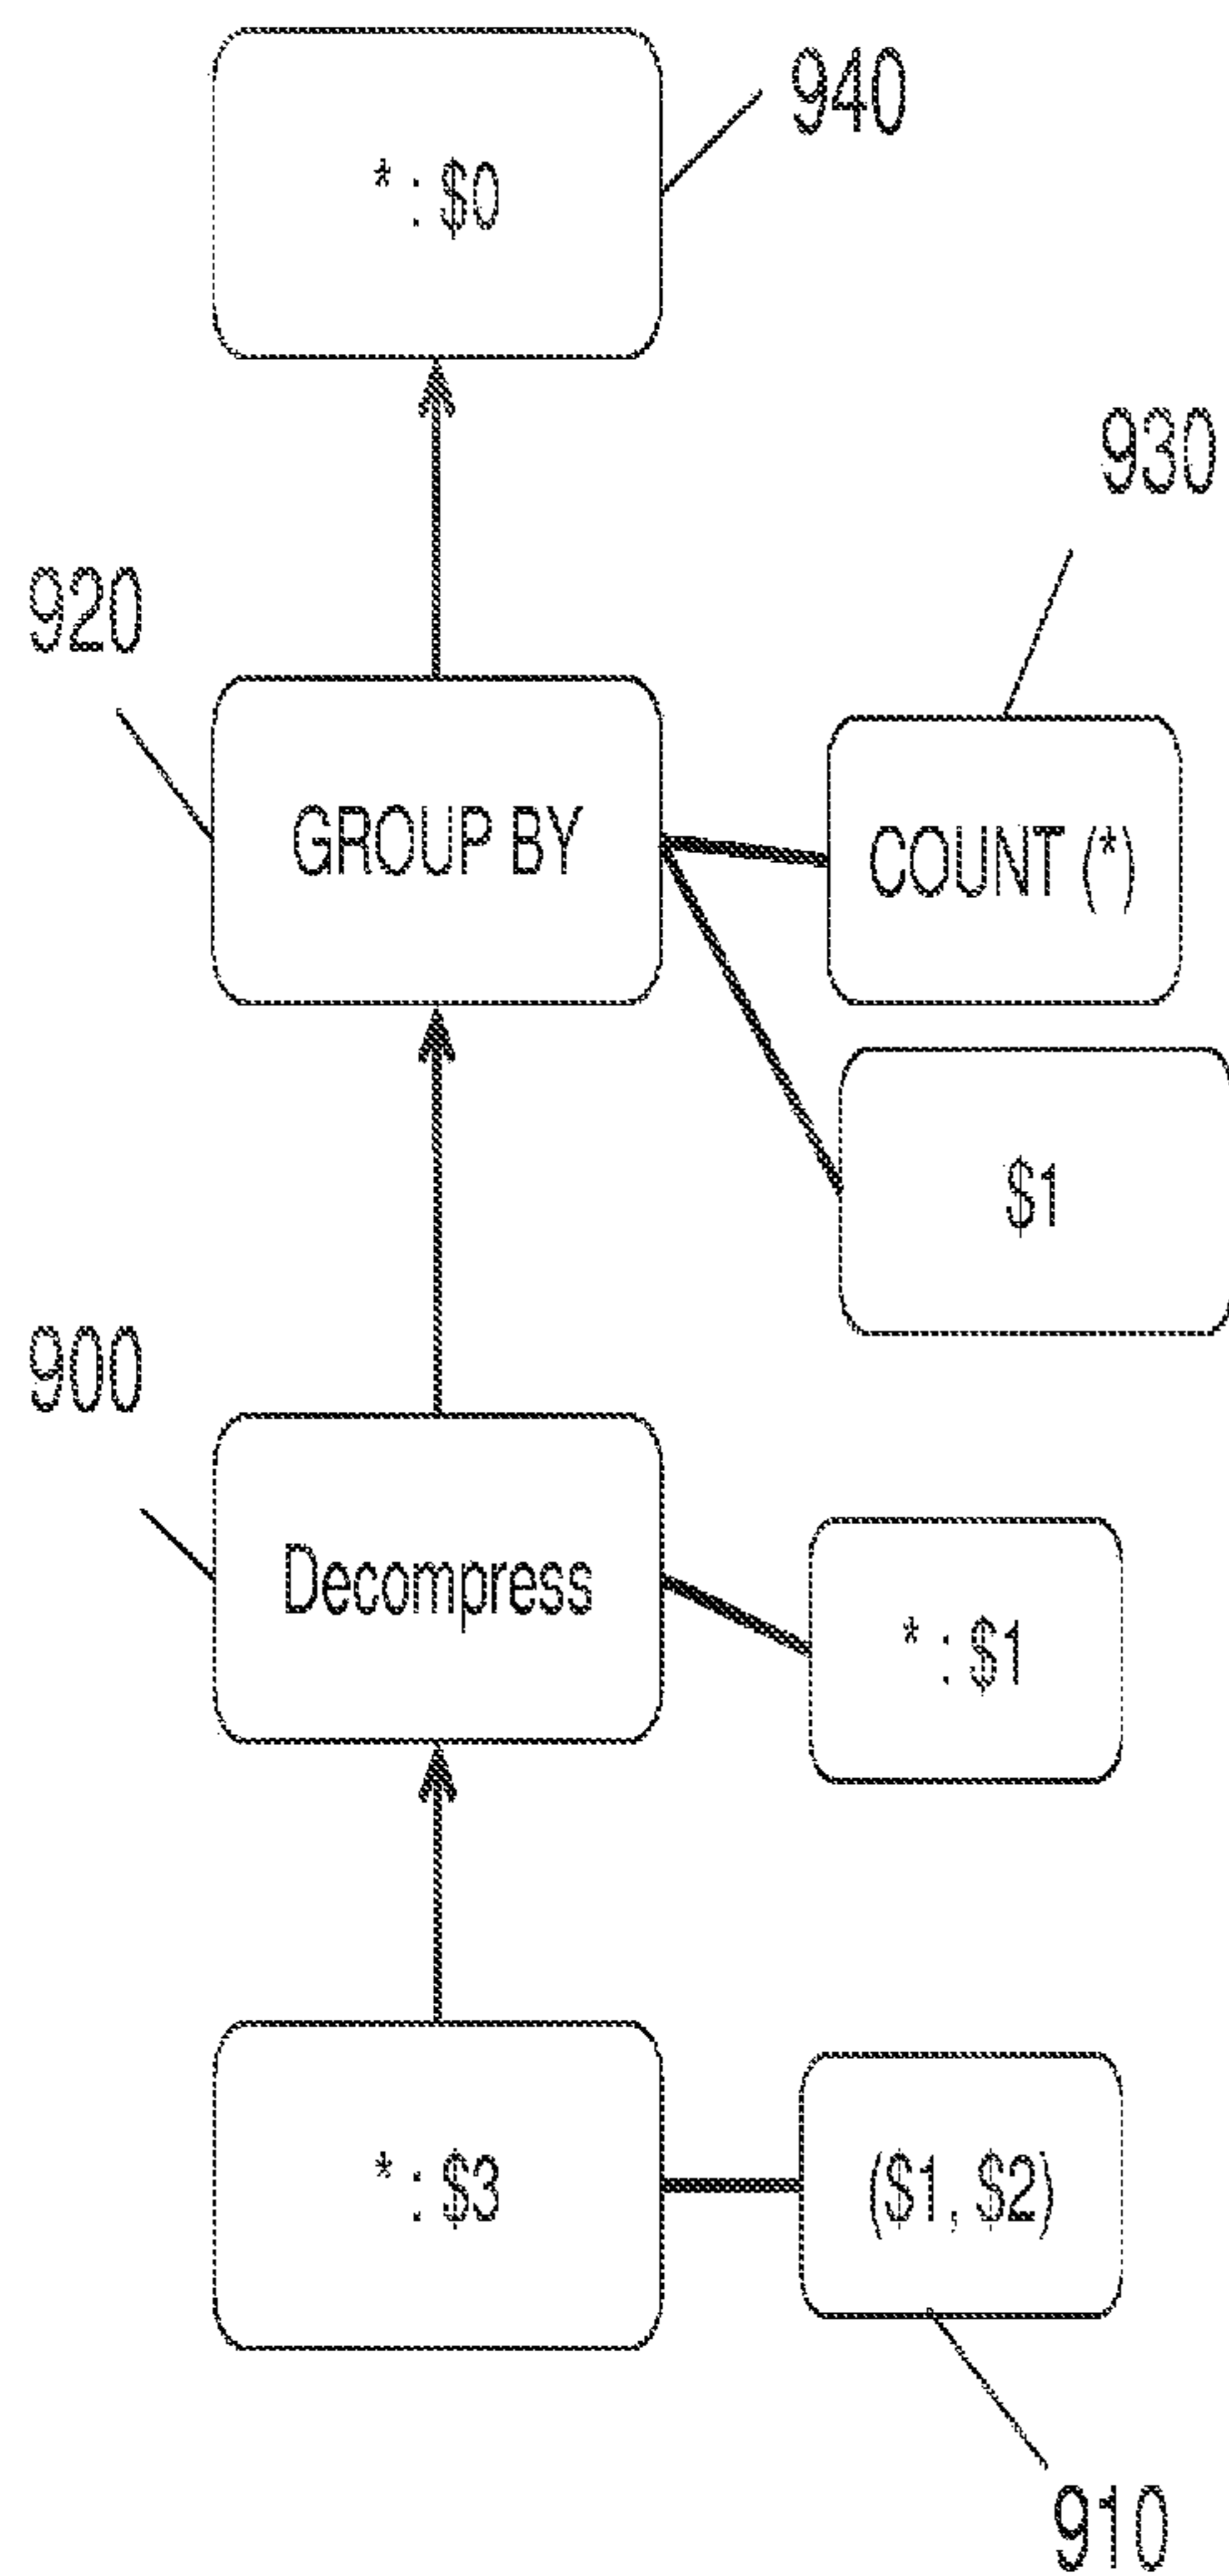 940
* : $0
930
920
GROUP BY
COUNT (*)
$1
900
Decompress
* : $1
* : $3
($1, $2)
910